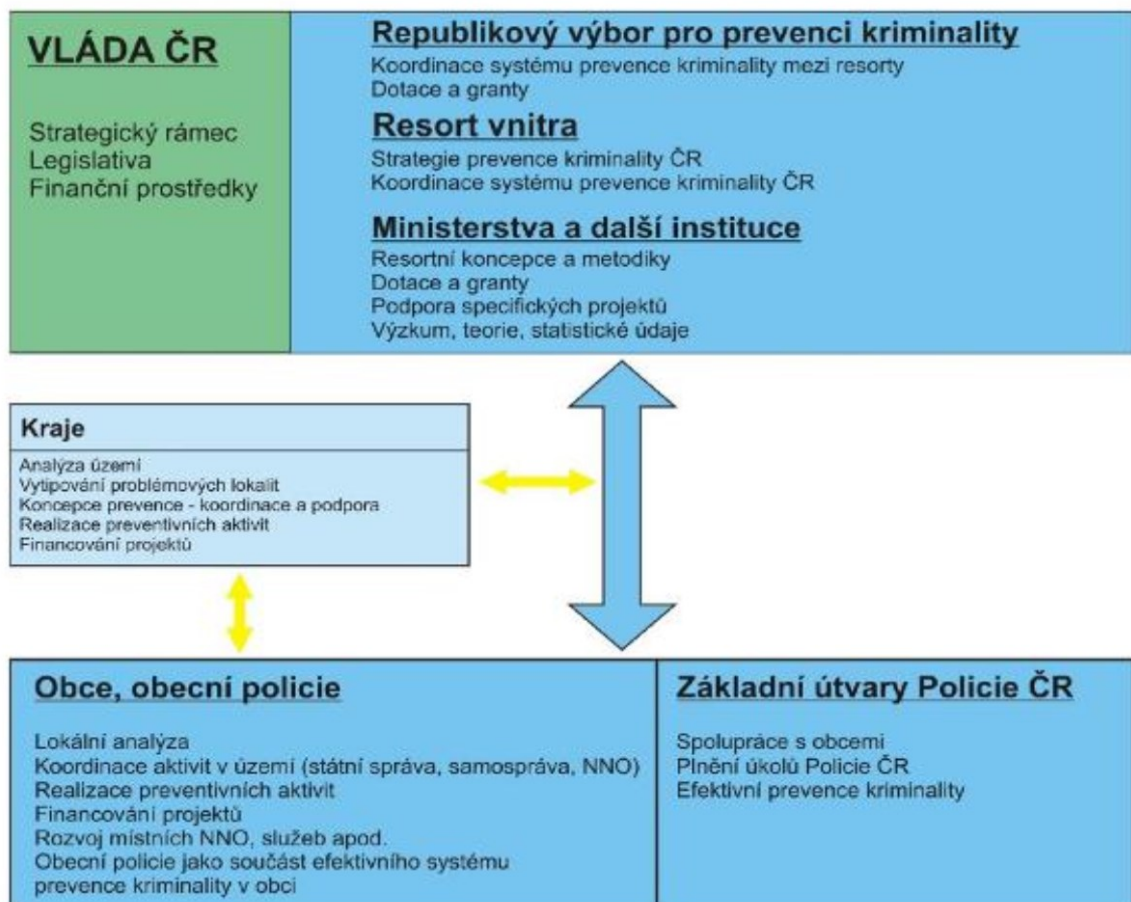 VLÁDA ČR
Strategický rámec
Legislativa
Finanční prostředky
Republikový výbor pro prevenci kriminality
Koordinace systému prevence kriminality mezi resorty
Dotace a granty
Resort vnitra
Strategie prevence kriminality ČR
Koordinace systému prevence kriminality ČR
Ministerstva a další instituce
Resortní koncepce a metodiky
Dotace a granty
Podpora specifických projektů
Výzkum, teorie, statistické údaje
Kraje
Analýza území
Vytipování problémových lokalit
Koncepce prevence - koordinace a podpora
Realizace preventivních aktivit
Financování projektů
Obce, obecní policie
Lokální analýza
Koordinace aktivit v území (státní správa, samospráva, NNO)
Realizace preventivních aktivit
Financování projektů
Rozvoj místních NNO, služeb apod.
Obecní policie jako součást efektivního systému
prevence kriminality v obci
Základní útvary Policie ČR
Spolupráce s obcemi
Plnění úkolů Policie ČR
Efektivní prevence kriminality